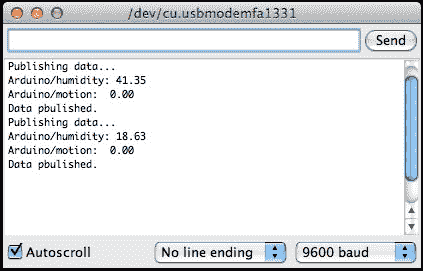 /dev/cu.usbmodemfa1331
Send
Publishing data...
Arduino/humidity: 41.35
Arduino/motion:  0.00
Data pbulished.
Publishing data...
Arduino/humidity: 18.63
Arduino/motion:  0.00
Data pbulished.
Autoscroll
No line ending
9600 baud